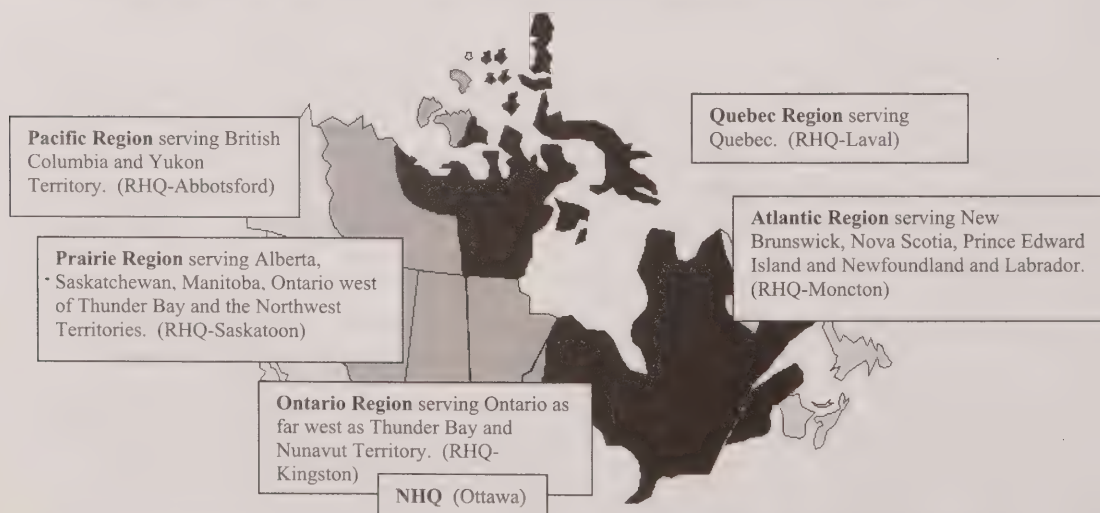 Pacific Region serving British
Columbia and Yukon
Territory. (RHQ-Abbotsford)
Prairie Region serving Alberta,
Saskatchewan, Manitoba, Ontario west
of Thunder Bay and the Northwest
Territories. (RHQ-Saskatoon)
Ontario Region serving Ontario as
far west as Thunder Bay and
Nunavut Territory. (RHQ-
Kingston)
NHQ (Ottawa)
Quebec Region serving
Quebec. (RHQ-Laval)
Atlantic Region serving New
Brunswick, Nova Scotia, Prince Edward
Island and Newfoundland and Labrador.
(RHQ-Moncton)